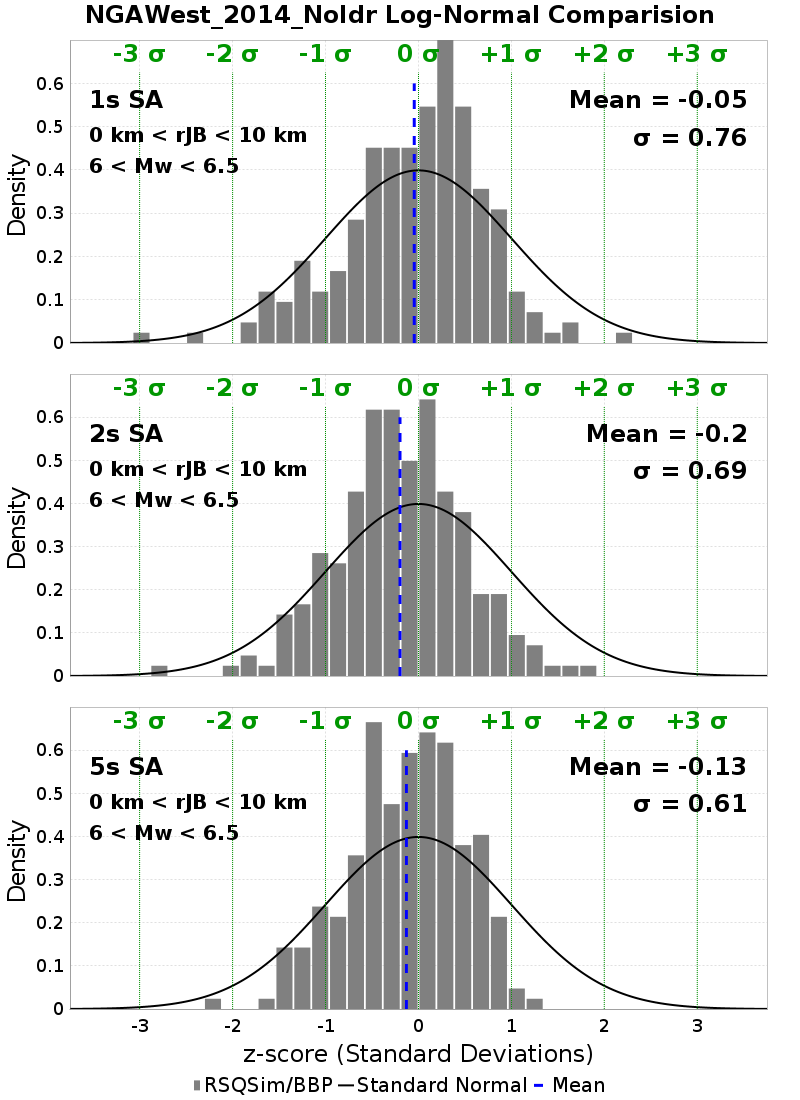 NGAWest_2014_NoIdr Log-Normal Comparision
-3 σ -2 σ -1 σ 0 σ +1 σ +2 σ +3 σ
1s SA Mean = -0.05
0 km < rJB < 10 km σ = 0.76
6 < Mw < 6.5
0.6
0.5
0.4
0.3
0.2
0.1
0
Density
-3 σ -2 σ -1 σ 0 σ +1 σ +2 σ +3 σ
2s SA Mean = -0.2
0 km < rJB < 10 km σ = 0.69
6 < Mw < 6.5
0.6
0.5
0.4
0.3
0.2
0.1
0
Density
-3 σ -2 σ -1 σ 0 σ +1 σ +2 σ +3 σ
5s SA Mean = -0.13
0 km < rJB < 10 km σ = 0.61
6 < Mw < 6.5
0.6
0.5
0.4
0.3
0.2
0.1
0
Density
-3 -2 -1 0 1 2 3
z-score (Standard Deviations)
RSQSim/BBP Standard Normal Mean